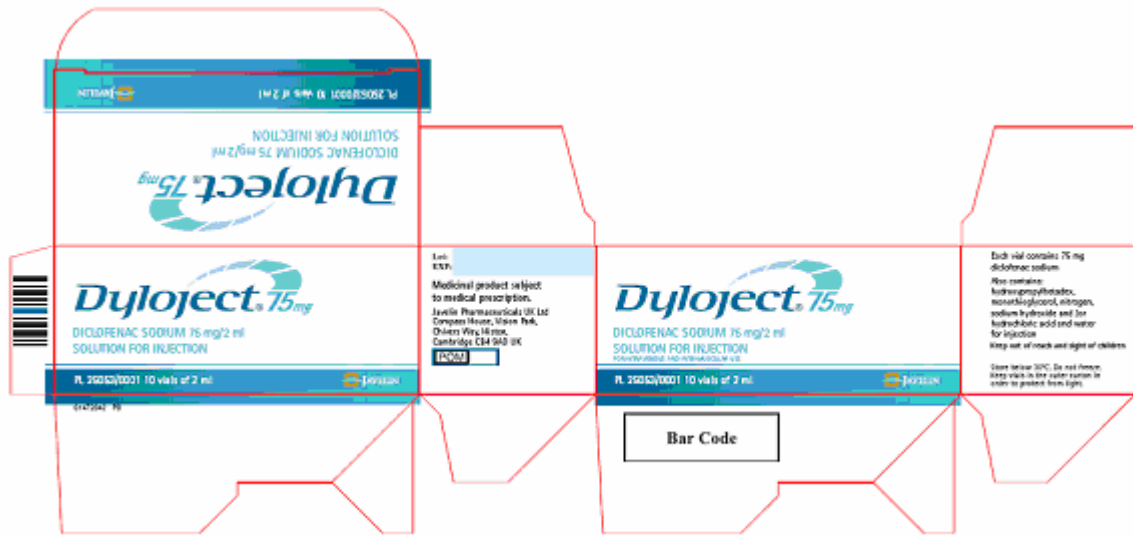 PL 25053/0001 10 vials of 2 ml
JAVELIN
SOLUTION FOR INJECTION
DICLOFENAC SODIUM 75 mg/2 ml
Dyloject® 75mg
Dyloject® 75mg
DICLOFENAC SODIUM 75 mg/2 ml
SOLUTION FOR INJECTION
PL 25053/0001 10 vials of 2 ml
JAVELIN
Lot:
EXP:
Medicinal product subject
to medical prescription.
Javelin Pharmaceuticals UK Ltd
Compass House, Vision Park,
Chivers Way, Histon,
Cambridge CB4 9AD UK
POM
Dyloject® 75mg
DICLOFENAC SODIUM 75 mg/2 ml
SOLUTION FOR INJECTION
FOR INTRAVENOUS AND INTRAMUSCULAR USE
PL 25053/0001 10 vials of 2 ml
JAVELIN
Bar Code
Each vial contains 75 mg
diclofenac sodium
Also contains:
hydroxypropylbetadex,
monothioglycerol, nitrogen,
sodium hydroxide and /or
hydrochloric acid and water
for injection
Keep out of reach and sight of children
Store below 30°C. Do not freeze.
Keep vials in the outer carton in
order to protect from light.